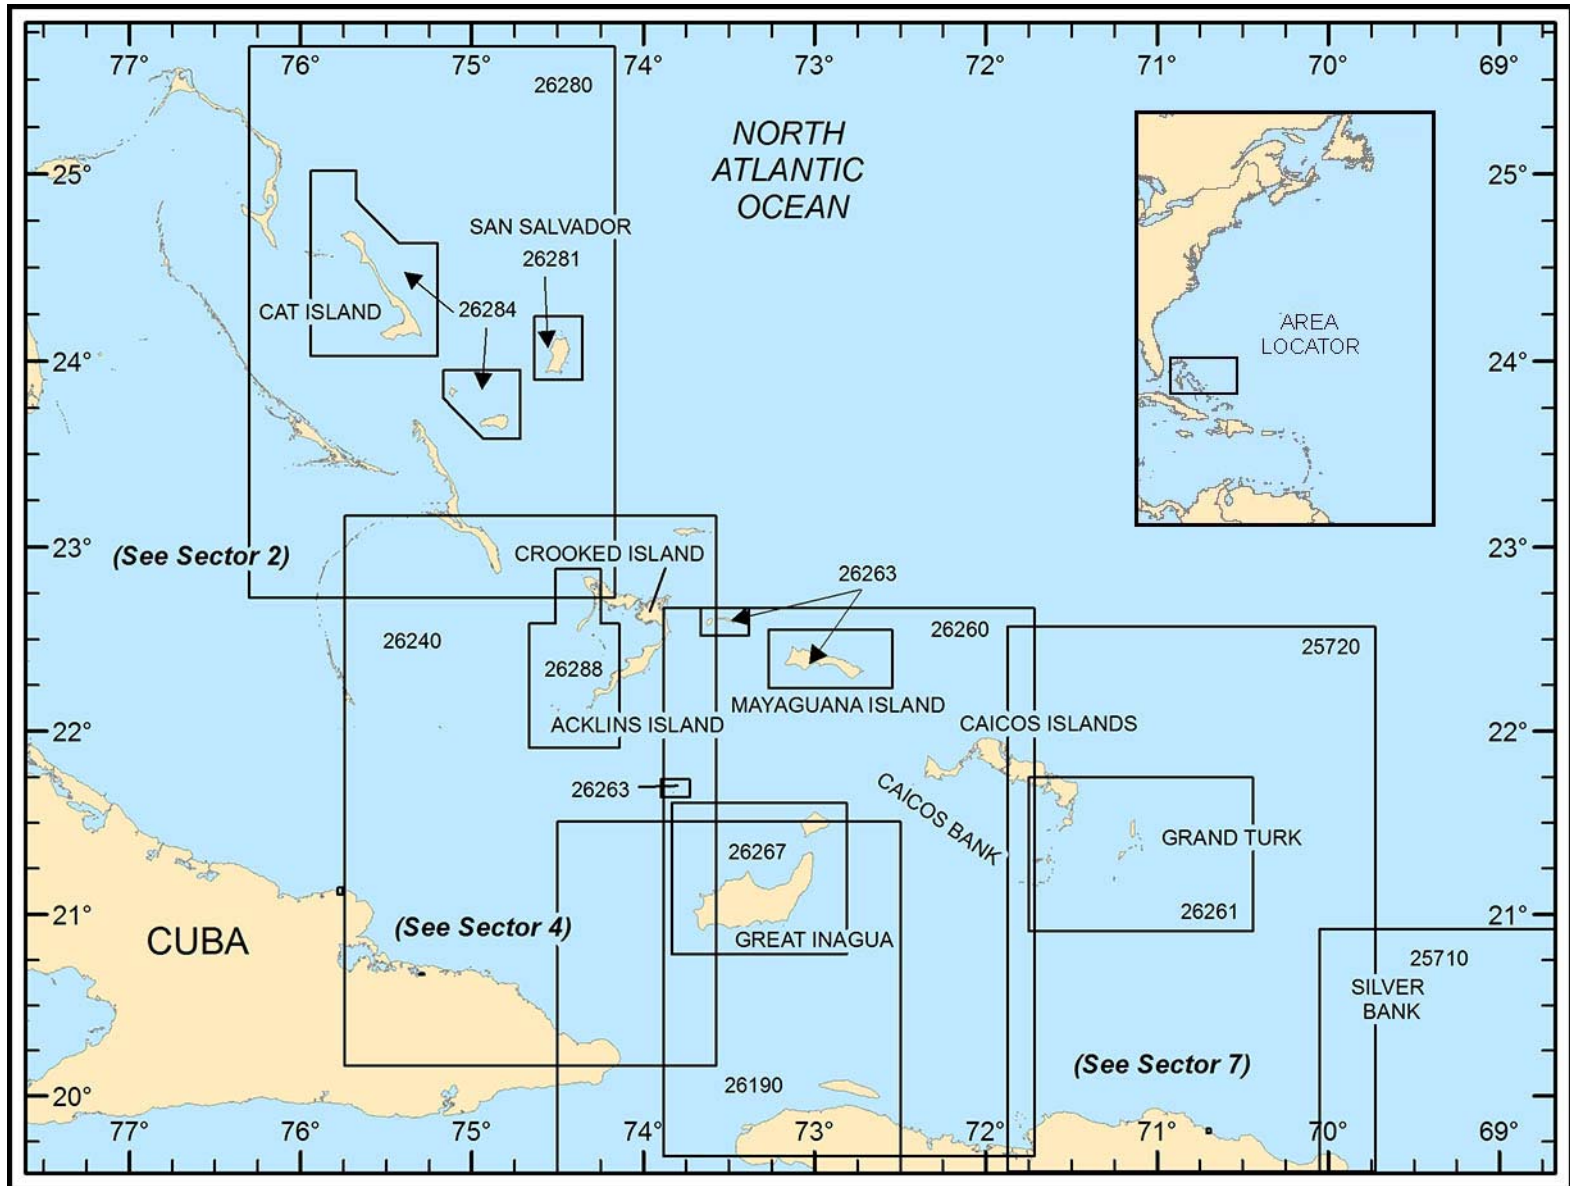 77°
76°
75°
74°
73°
72°
71°
70°
69°
26280
NORTH
ATLANTIC
OCEAN
25°
25°
SAN SALVADOR
26281
CAT ISLAND
26284
AREA
LOCATOR
24°
24°
23°
23°
(See Sector 2)
CROOKED ISLAND
26263
26240
26260
25720
26288
MAYAGUANA ISLAND
ACKLINS ISLAND
CAICOS ISLANDS
22°
22°
26263
CAICOS BANK
26267
GRAND TURK
26261
21°
21°
(See Sector 4)
CUBA
GREAT INAGUA
25710
SILVER
BANK
(See Sector 7)
26190
20°
20°
77°
76°
75°
74°
73°
72°
71°
70°
69°